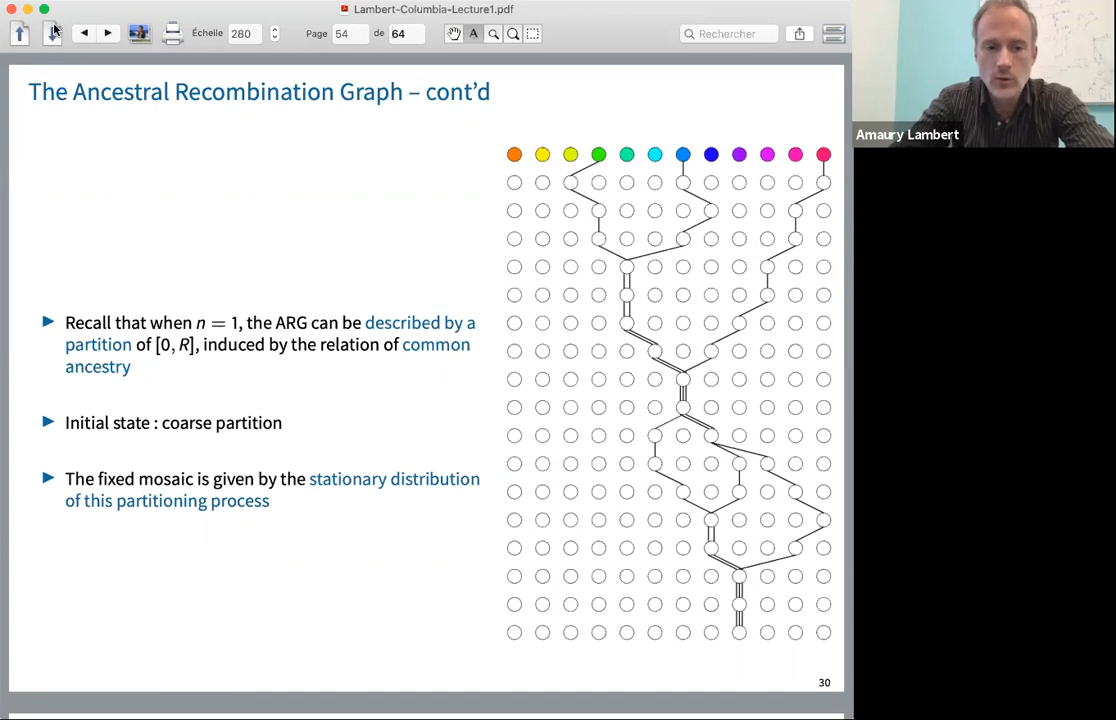 Lambert-Columbia-Lecture1.pdf
Échelle 280 Page 54 de 64 A Rechercher
The Ancestral Recombination Graph – cont'd
Amaury Lambert
Recall that when n = 1, the ARG can be described by a
partition of [0, R], induced by the relation of common
ancestry
Initial state : coarse partition
The fixed mosaic is given by the stationary distribution
of this partitioning process
30